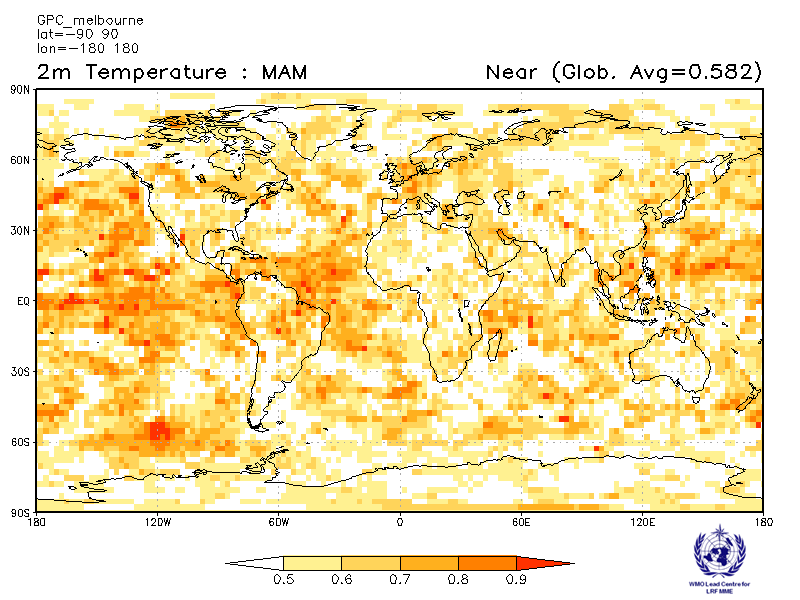 GPC_melbourne
lat=-90 90
lon=-180 180
2m Temperature : MAM Near (Glob. Avg=0.582)
90N
60N
30N
EQ
30S
60S
90S
180 120W 60W 0 60E 120E 180
0.5 0.6 0.7 0.8 0.9
WMO Lead Centre for
LRF MME